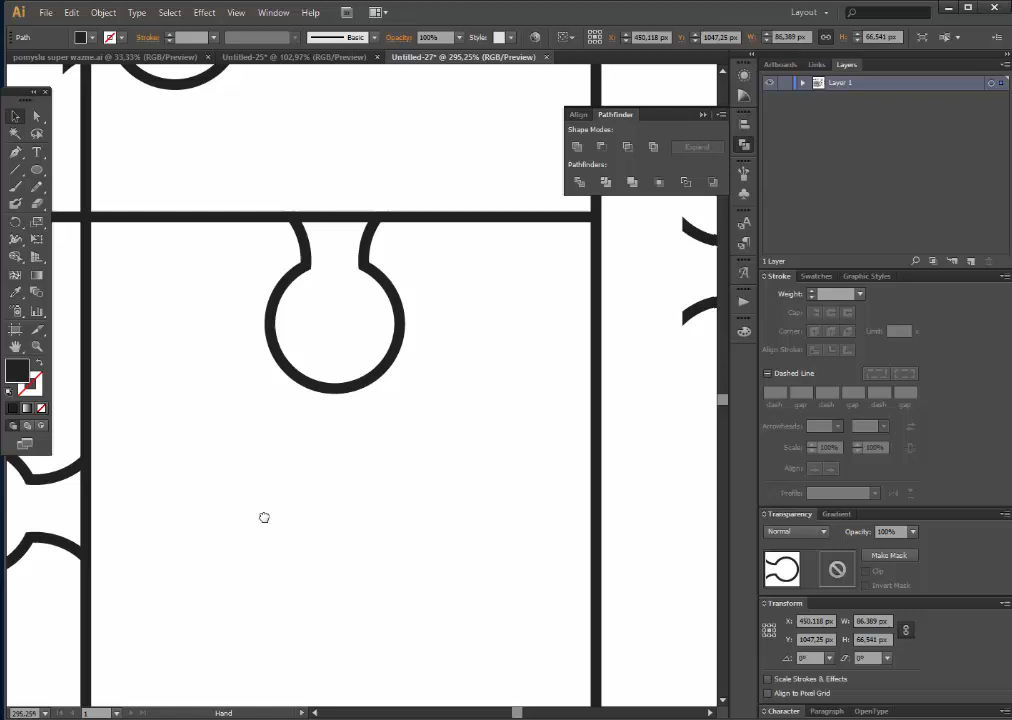 Ai File Edit Object Type Select Effect View Window Help Layout
Path Stroke: Basic Opacity: 100% Style: X: 450,118 px Y: 1047,25 px W: 86,389 px H: 66,541 px
pomyslu super wazne.ai @ 33,33% (RGB/Preview) × Untitled-25* @ 102,97% (RGB/Preview) × Untitled-27* @ 295,25% (RGB/Preview) ×
Artboards Links Layers
Layer 1
Align Pathfinder
Shape Modes:
Expand
Pathfinders:
1 Layer
Stroke Swatches Graphic Styles
Weight:
Cap:
Corner: Limit: x
Align Stroke:
Dashed Line
dash gap dash gap dash gap
Arrowheads:
Scale: 100% 100%
Align:
Profile:
Transparency Gradient
Normal Opacity: 100%
Make Mask
Clip
Invert Mask
Transform
X: 450,118 px W: 86,389 px
Y: 1047,25 px H: 66,541 px
0° 0°
Scale Strokes & Effects
Align to Pixel Grid
Character Paragraph OpenType
295,25% 1 Hand